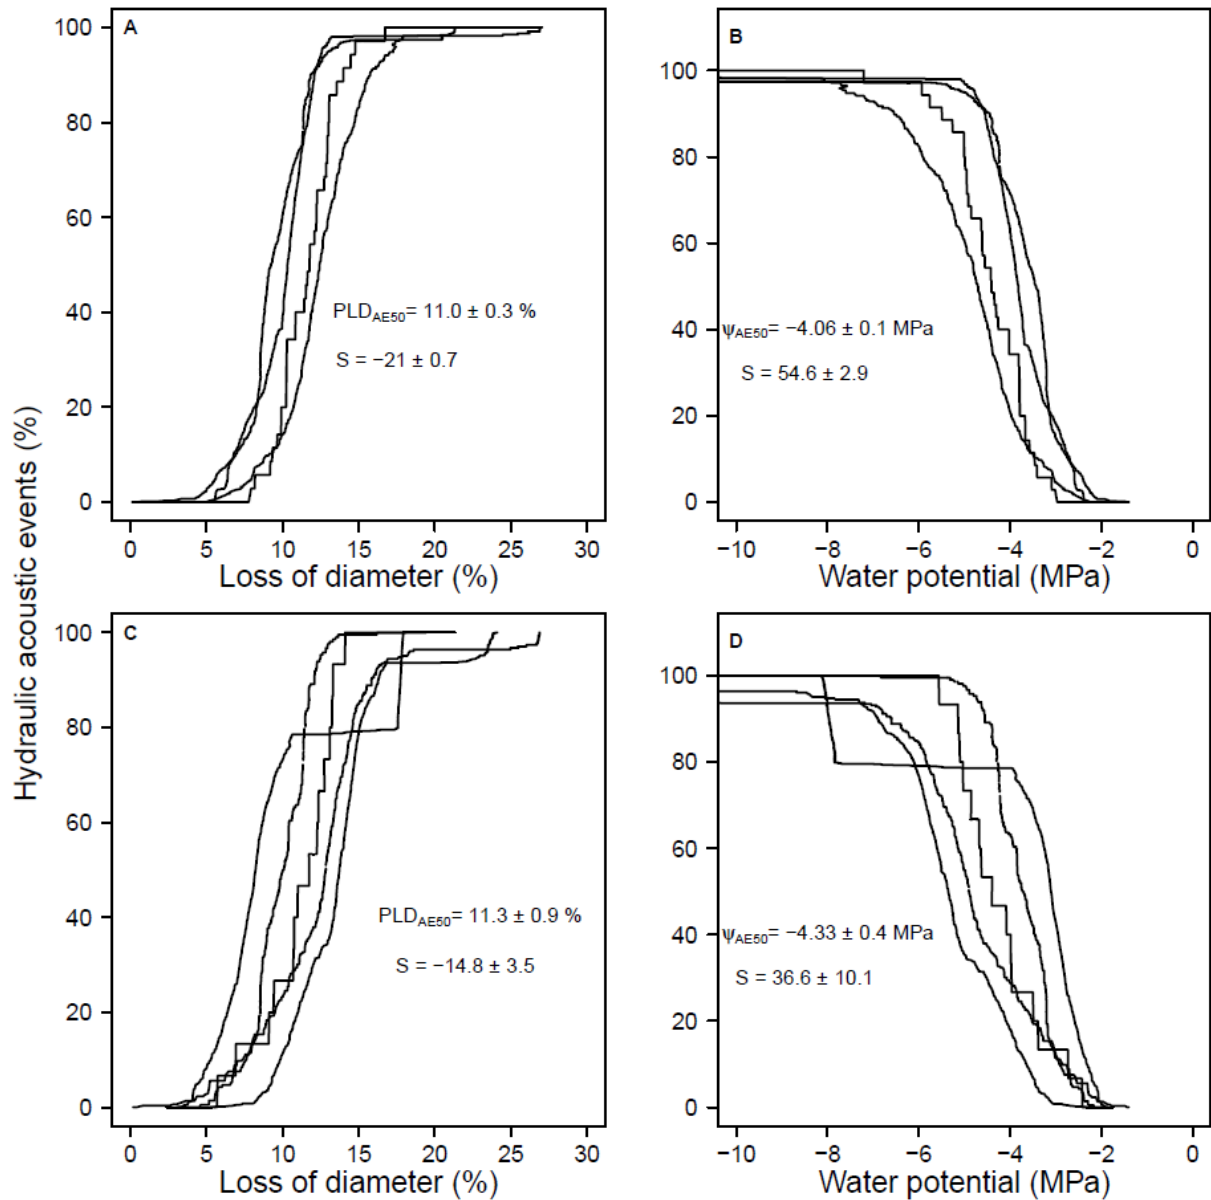 Hydraulic acoustic events (%)
A
100
80
60
40
20
0
PLDAE50= 11.0 ± 0.3 %
S = −21 ± 0.7
0 5 10 15 20 25 30
Loss of diameter (%)
B
100
80
60
40
20
0
ψAE50= −4.06 ± 0.1 MPa
S = 54.6 ± 2.9
−10 −8 −6 −4 −2 0
Water potential (MPa)
C
100
80
60
40
20
0
PLDAE50= 11.3 ± 0.9 %
S = −14.8 ± 3.5
0 5 10 15 20 25 30
Loss of diameter (%)
D
100
80
60
40
20
0
ψAE50= −4.33 ± 0.4 MPa
S = 36.6 ± 10.1
−10 −8 −6 −4 −2 0
Water potential (MPa)